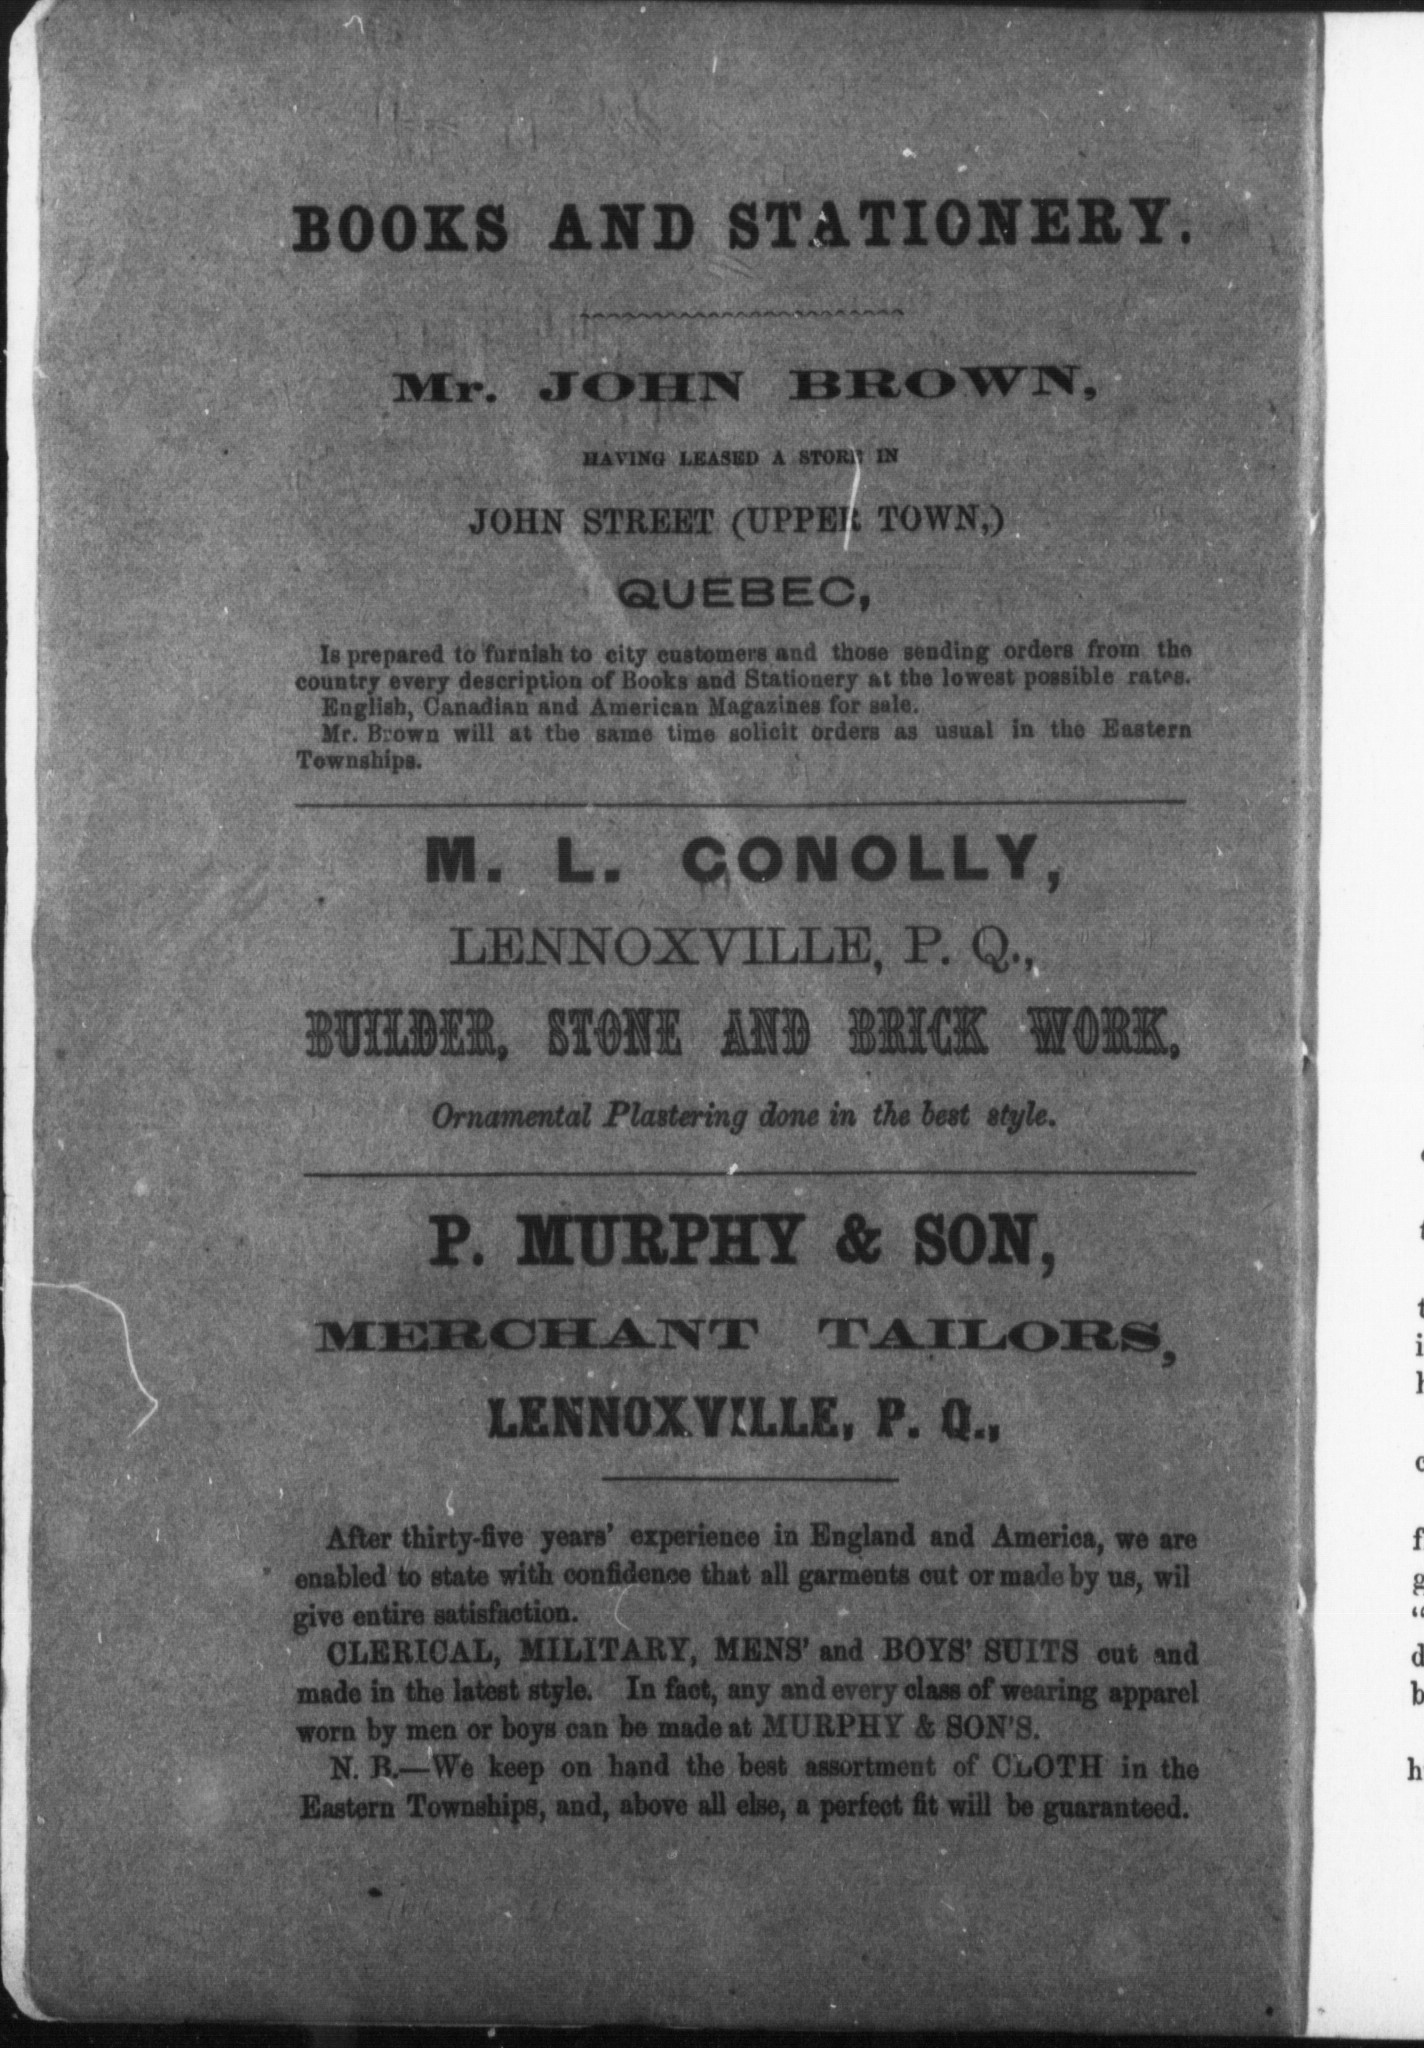 BOOKS AND STATIONERY.
Mr. JOHN BROWN,
HAVING LEASED A STORE IN
JOHN STREET (UPPER TOWN,)
QUEBEC,
Is prepared to furnish to city customers and those sending orders from the
country every description of Books and Stationery at the lowest possible rates.
English, Canadian and American Magazines for sale.
Mr. Brown will at the same time solicit orders as usual in the Eastern
Townships.
M. L. CONOLLY,
LENNOXVILLE, P. Q.,
BUILDER, STONE AND BRICK WORK,
Ornamental Plastering done in the best style.
P. MURPHY & SON,
MERCHANT TAILORS,
LENNOXVILLE, P. Q.,
After thirty-five years' experience in England and America, we are
enabled to state with confidence that all garments cut or made by us, wil
give entire satisfaction.
CLERICAL, MILITARY, MENS' and BOYS' SUITS cut and
made in the latest style. In fact, any and every class of wearing apparel
worn by men or boys can be made at MURPHY & SON'S.
N. B.—We keep on hand the best assortment of CLOTH in the
Eastern Townships, and, above all else, a perfect fit will be guaranteed.